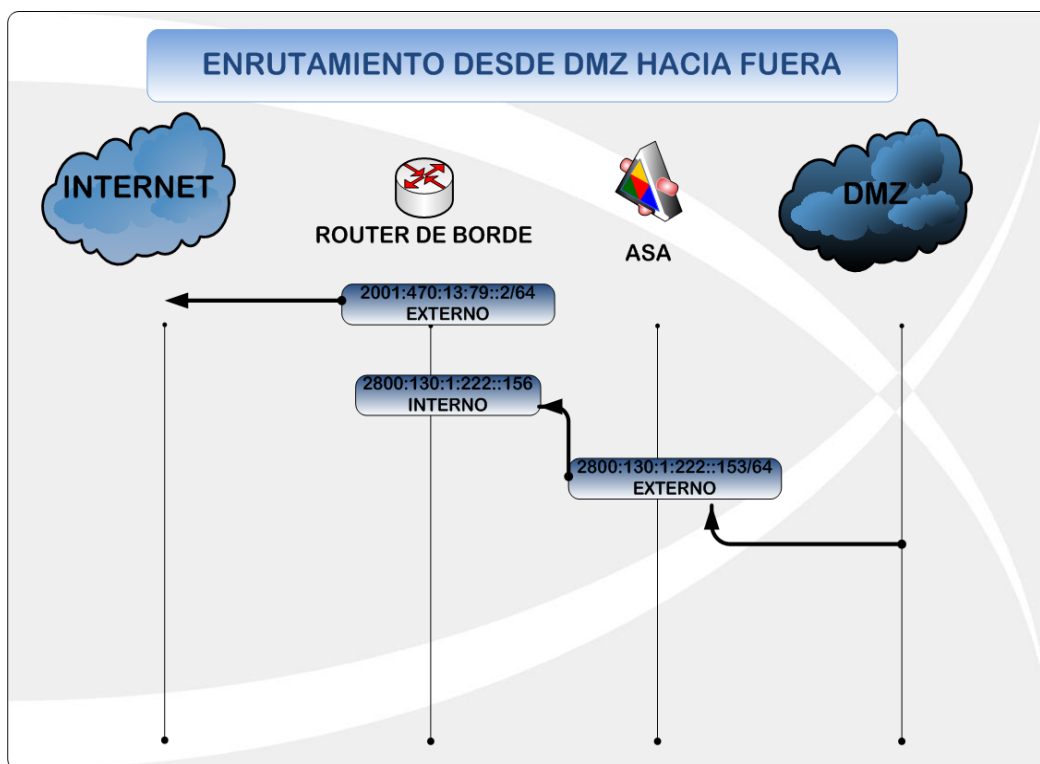 ENRUTAMIENTO DESDE DMZ HACIA FUERA
INTERNET
ROUTER DE BORDE
ASA
DMZ
2001:470:13:79::2/64
EXTERNO
2800:130:1:222::156
INTERNO
2800:130:1:222::153/64
EXTERNO